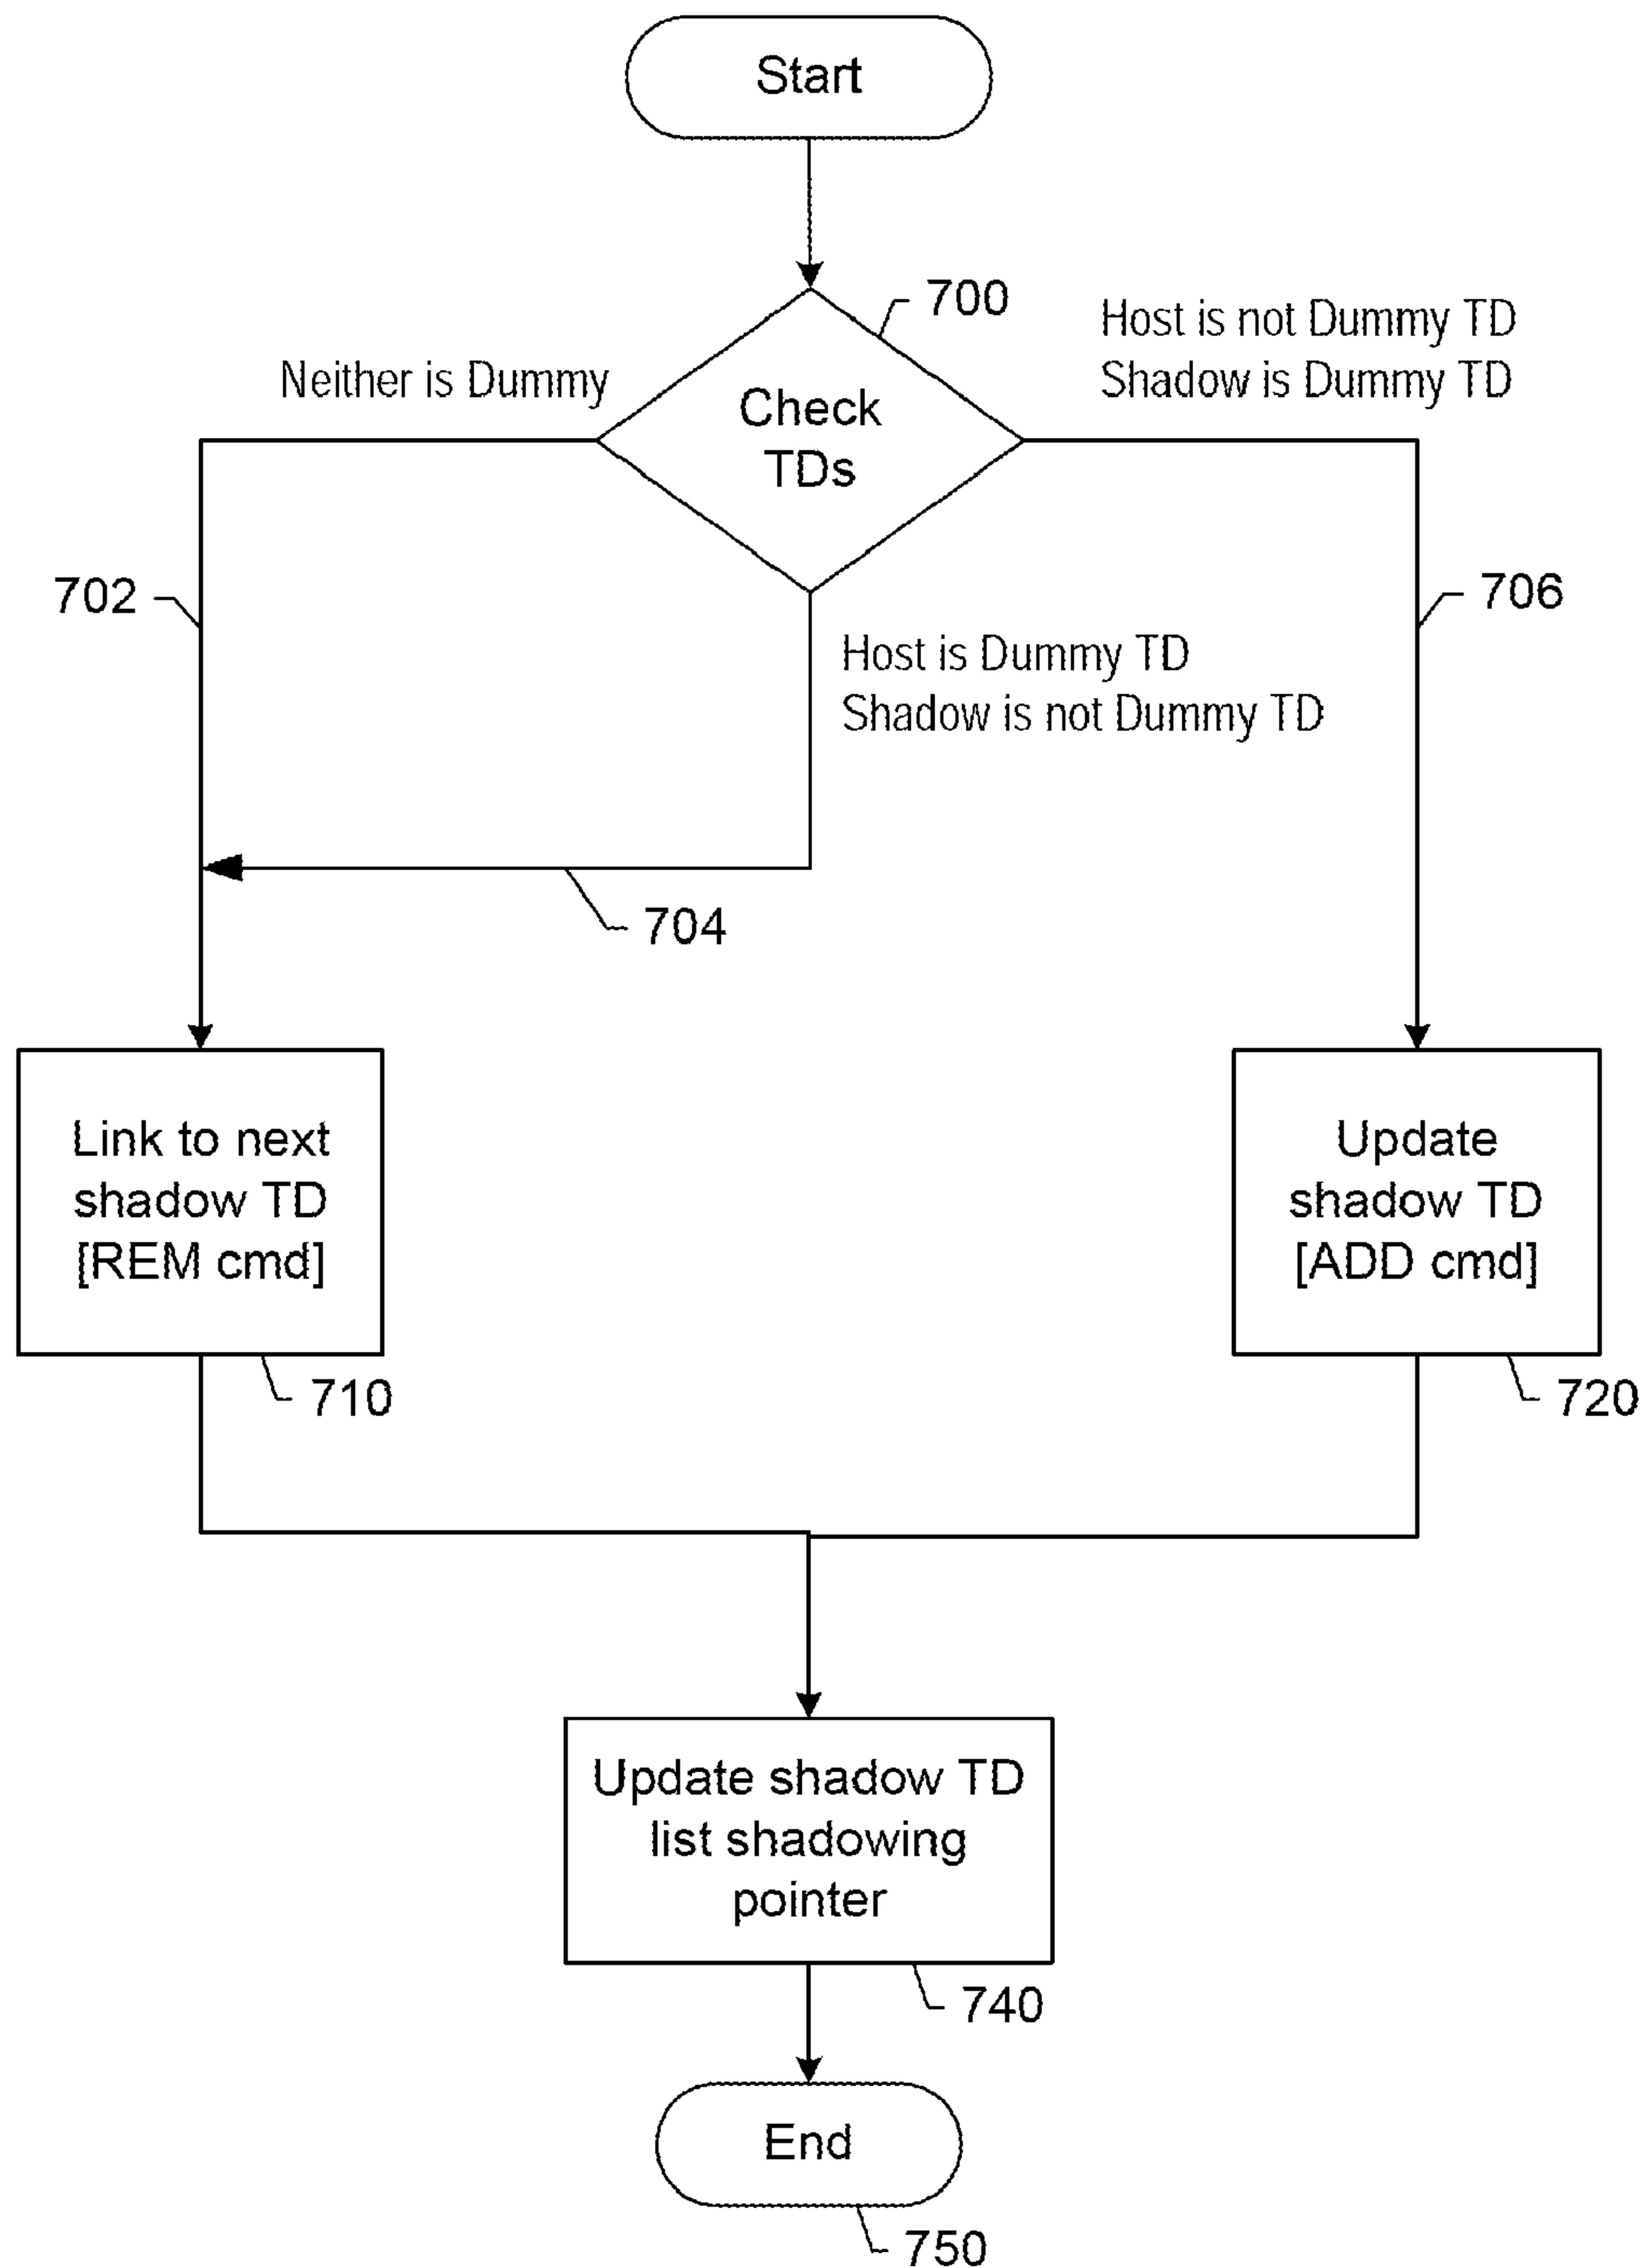 Start
700
Host is not Dummy TD
Shadow is Dummy TD
Neither is Dummy
Check
TDs
702
706
Host is Dummy TD
Shadow is not Dummy TD
704
Link to next
shadow TD
[REM cmd]
710
Update
shadow TD
[ADD cmd]
720
Update shadow TD
list shadowing
pointer
740
End
750